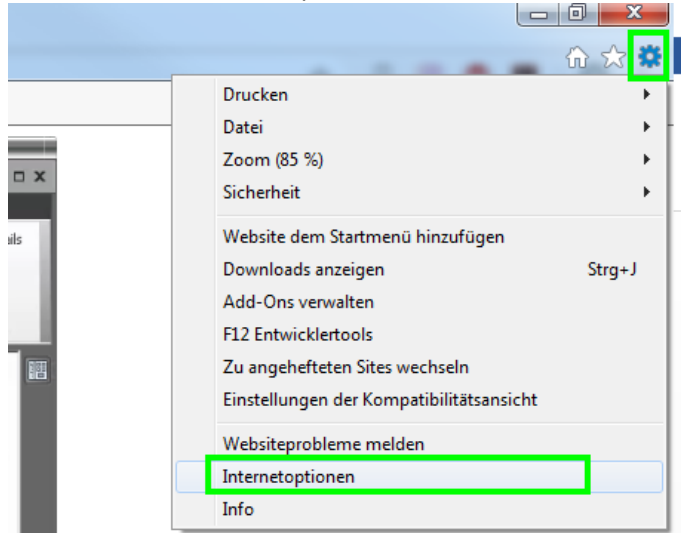 Drucken
Datei
Zoom (85 %)
Sicherheit
ails
Website dem Startmenü hinzufügen
Downloads anzeigen Strg+J
Add-Ons verwalten
F12 Entwicklertools
Zu angehefteten Sites wechseln
Einstellungen der Kompatibilitätsansicht
Websiteprobleme melden
Internetoptionen
Info